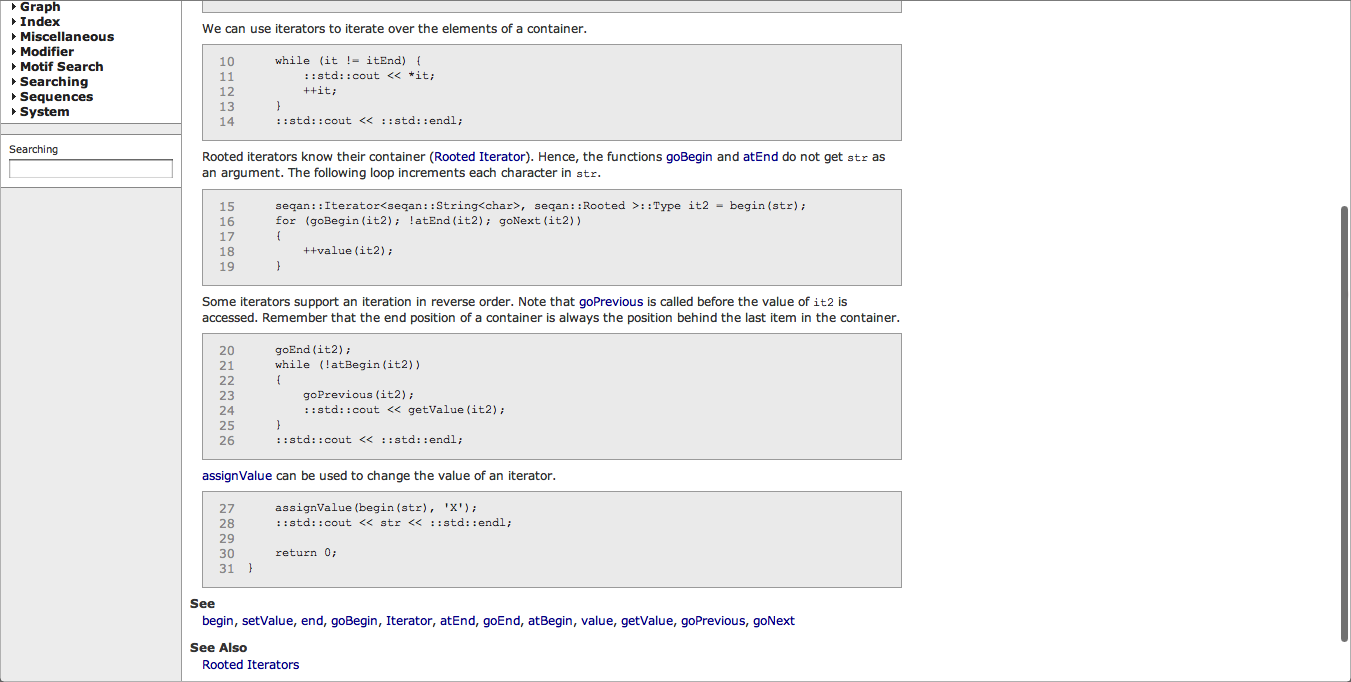 Graph
Index
Miscellaneous
Modifier
Motif Search
Searching
Sequences
System
Searching
We can use iterators to iterate over the elements of a container.
10 while (it != itEnd) {
11 ::std::cout << *it;
12 ++it;
13 }
14 ::std::cout << ::std::endl;
Rooted iterators know their container (Rooted Iterator). Hence, the functions goBegin and atEnd do not get str as
an argument. The following loop increments each character in str.
15 seqan::Iterator<seqan::String<char>, seqan::Rooted >::Type it2 = begin(str);
16 for (goBegin(it2); !atEnd(it2); goNext(it2))
17 {
18 ++value(it2);
19 }
Some iterators support an iteration in reverse order. Note that goPrevious is called before the value of it2 is
accessed. Remember that the end position of a container is always the position behind the last item in the container.
20 goEnd(it2);
21 while (!atBegin(it2))
22 {
23 goPrevious(it2);
24 ::std::cout << getValue(it2);
25 }
26 ::std::cout << ::std::endl;
assignValue can be used to change the value of an iterator.
27 assignValue(begin(str), 'X');
28 ::std::cout << str << ::std::endl;
29
30 return 0;
31 }
See
begin, setValue, end, goBegin, Iterator, atEnd, goEnd, atBegin, value, getValue, goPrevious, goNext
See Also
Rooted Iterators